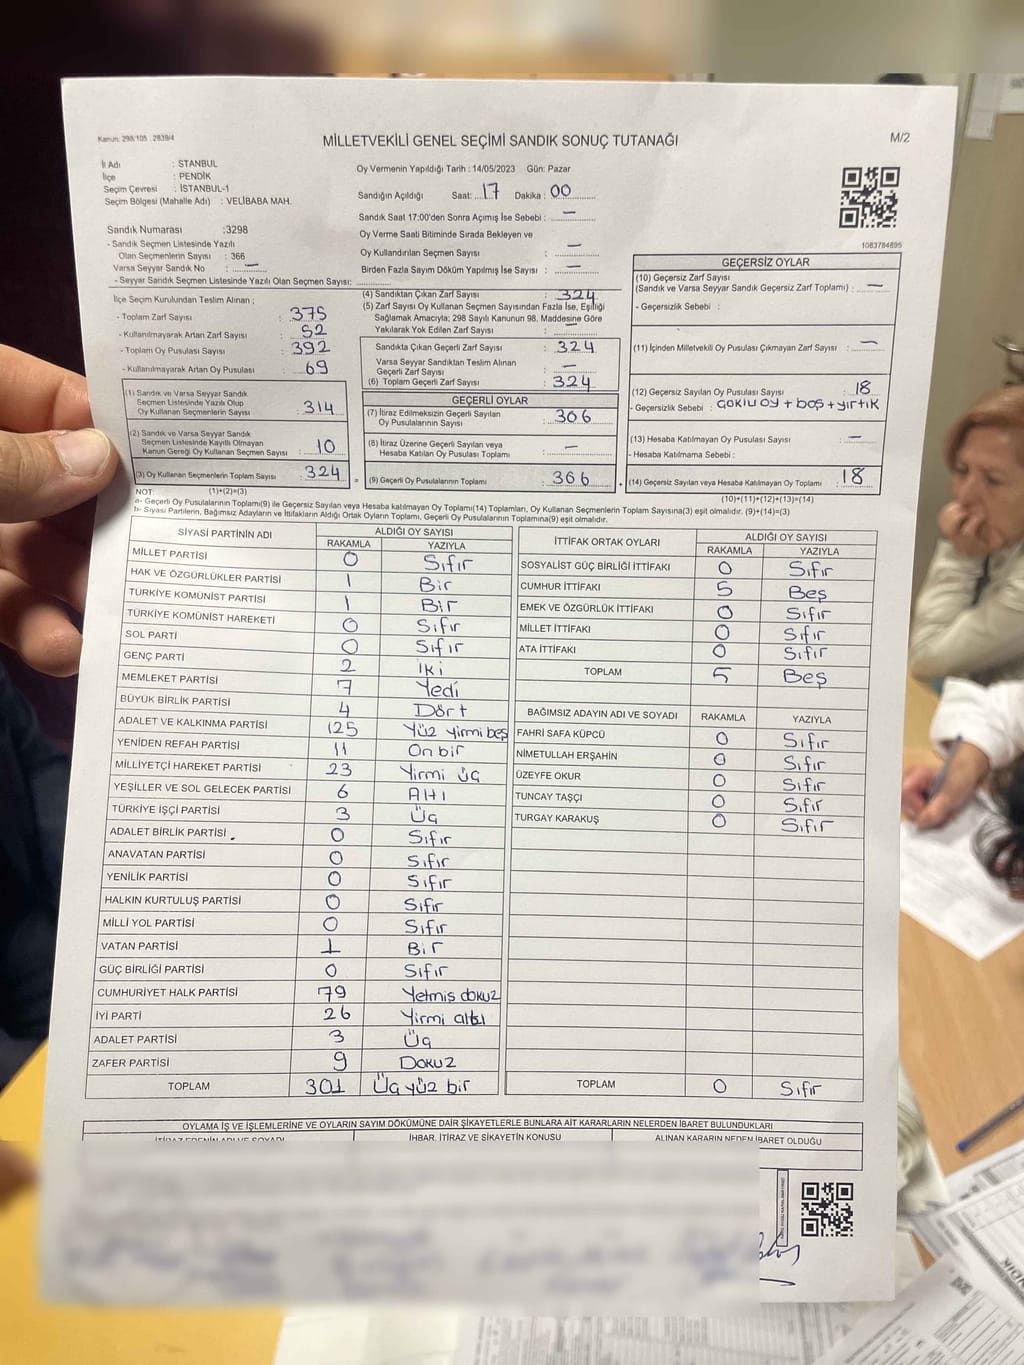 Kanun: 298/105 , 2839/4
MİLLETVEKİLİ GENEL SEÇİMİ SANDIK SONUÇ TUTANAĞI
M/2
İl Adı : STANBUL
İlçe : PENDİK
Seçim Çevresi : İSTANBUL-1
Seçim Bölgesi (Mahalle Adı) : VELİBABA MAH.
Oy Vermenin Yapıldığı Tarih : 14/05/2023 Gün: Pazar
Sandığın Açıldığı Saat: 17 Dakika : 00
Sandık Saat 17:00'den Sonra Açımış İse Sebebi : —
Oy Verme Saati Bitiminde Sırada Bekleyen ve
Oy Kullandırılan Seçmen Sayısı : —
Birden Fazla Sayım Döküm Yapılmış İse Sayısı : —
1083784895
Sandık Numarası :3298
- Sandık Seçmen Listesinde Yazılı
Olan Seçmenlerin Sayısı : 366
Varsa Seyyar Sandık No : —
- Seyyar Sandık Seçmen Listesinde Yazılı Olan Seçmen Sayısı:
İlçe Seçim Kurulundan Teslim Alınan ;
- Toplam Zarf Sayısı : 375
- Kullanılmayarak Artan Zarf Sayısı : 52
- Toplam Oy Pusulası Sayısı : 392
- Kullanılmayarak Artan Oy Pusulası : 69
(1) Sandık ve Varsa Seyyar Sandık
Seçmen Listesinde Yazılı Olup
Oy Kullanan Seçmenlerin Sayısı : 314
(2) Sandık ve Varsa Seyyar Sandık
Seçmen Listesinde Kayıtlı Olmayan
Kanun Gereği Oy Kullanan Seçmen Sayısı : 10
(3) Oy Kullanan Seçmenlerin Toplam Sayısı : 324
(1)+(2)=(3)
(4) Sandıktan Çıkan Zarf Sayısı : 324
(5) Zarf Sayısı Oy Kullanan Seçmen Sayısından Fazla İse, Eşitliği
Sağlamak Amacıyla; 298 Sayılı Kanunun 98. Maddesine Göre
Yakılarak Yok Edilen Zarf Sayısı : —
Sandıkta Çıkan Geçerli Zarf Sayısı : 324
Varsa Seyyar Sandıktan Teslim Alınan
Geçerli Zarf Sayısı : —
(6) Toplam Geçerli Zarf Sayısı : 324
GEÇERLİ OYLAR
(7) İtiraz Edilmeksizin Geçerli Sayılan
Oy Pusulalarının Sayısı : 306
(8) İtiraz Üzerine Geçerli Sayılan veya
Hesaba Katılan Oy Pusulası Toplamı : —
= (9) Geçerli Oy Pusulalarının Toplamı : 366 +
GEÇERSİZ OYLAR
(10) Geçersiz Zarf Sayısı
(Sandık ve Varsa Seyyar Sandık Geçersiz Zarf Toplamı) : —
- Geçersizlik Sebebi :
(11) İçinden Milletvekili Oy Pusulası Çıkmayan Zarf Sayısı : —
(12) Geçersiz Sayılan Oy Pusulası Sayısı : 18
- Geçersizlik Sebebi : çoklu oy + boş + yırtık
(13) Hesaba Katılmayan Oy Pusulası Sayısı : —
- Hesaba Katılmama Sebebi :
(14) Geçersiz Sayılan veya Hesaba Katılmayan Oy Toplamı : 18
(10)+(11)+(12)+(13)=(14)
NOT:
a- Geçerli Oy Pusulalarının Toplamı(9) ile Geçersiz Sayılan veya Hesaba katılmayan Oy Toplamı(14) Toplamları, Oy Kullanan Seçmenlerin Toplam Sayısına(3) eşit olmalıdır. (9)+(14)=(3)
b- Siyasi Partilerin, Bağımsız Adayların ve İttifakların Aldığı Ortak Oyların Toplamı, Geçerli Oy Pusulalarının Toplamına(9) eşit olmalıdır.
SİYASİ PARTİNİN ADI ALDIĞI OY SAYISI
RAKAMLA YAZIYLA
MİLLET PARTİSİ 0 Sıfır
HAK VE ÖZGÜRLÜKLER PARTİSİ 1 Bir
TÜRKİYE KOMÜNİST PARTİSİ 1 Bir
TÜRKİYE KOMÜNİST HAREKETİ 0 Sıfır
SOL PARTİ 0 Sıfır
GENÇ PARTİ 2 İki
MEMLEKET PARTİSİ 7 Yedi
BÜYÜK BİRLİK PARTİSİ 4 Dört
ADALET VE KALKINMA PARTİSİ 125 Yüz yirmi beş
YENİDEN REFAH PARTİSİ 11 On bir
MİLLİYETÇİ HAREKET PARTİSİ 23 Yirmi üç
YEŞİLLER VE SOL GELECEK PARTİSİ 6 Altı
TÜRKİYE İŞÇİ PARTİSİ 3 Üç
ADALET BİRLİK PARTİSİ 0 Sıfır
ANAVATAN PARTİSİ 0 Sıfır
YENİLİK PARTİSİ 0 Sıfır
HALKIN KURTULUŞ PARTİSİ 0 Sıfır
MİLLİ YOL PARTİSİ 0 Sıfır
VATAN PARTİSİ 1 Bir
GÜÇ BİRLİĞİ PARTİSİ 0 Sıfır
CUMHURİYET HALK PARTİSİ 79 Yetmiş dokuz
İYİ PARTİ 26 Yirmi altı
ADALET PARTİSİ 3 Üç
ZAFER PARTİSİ 9 Dokuz
TOPLAM 301 Üç yüz bir
İTTİFAK ORTAK OYLARI ALDIĞI OY SAYISI
RAKAMLA YAZIYLA
SOSYALİST GÜÇ BİRLİĞİ İTTİFAKI 0 Sıfır
CUMHUR İTTİFAKI 5 Beş
EMEK VE ÖZGÜRLÜK İTTİFAKI 0 Sıfır
MİLLET İTTİFAKI 0 Sıfır
ATA İTTİFAKI 0 Sıfır
TOPLAM 5 Beş
BAĞIMSIZ ADAYIN ADI VE SOYADI RAKAMLA YAZIYLA
FAHRİ SAFA KÜPCÜ 0 Sıfır
NİMETULLAH ERŞAHİN 0 Sıfır
ÜZEYFE OKUR 0 Sıfır
TUNCAY TAŞÇI 0 Sıfır
TURGAY KARAKUŞ 0 Sıfır
TOPLAM 0 Sıfır
OYLAMA İŞ VE İŞLEMLERİNE VE OYLARIN SAYIM DÖKÜMÜNE DAİR ŞİKAYETLERLE BUNLARA AİT KARARLARIN NELERDEN İBARET BULUNDUKLARI
İTİRAZ EDENİN ADI VE SOYADI İHBAR, İTİRAZ VE ŞİKAYETİN KONUSU ALINAN KARARIN NEDEN İBARET OLDUĞU